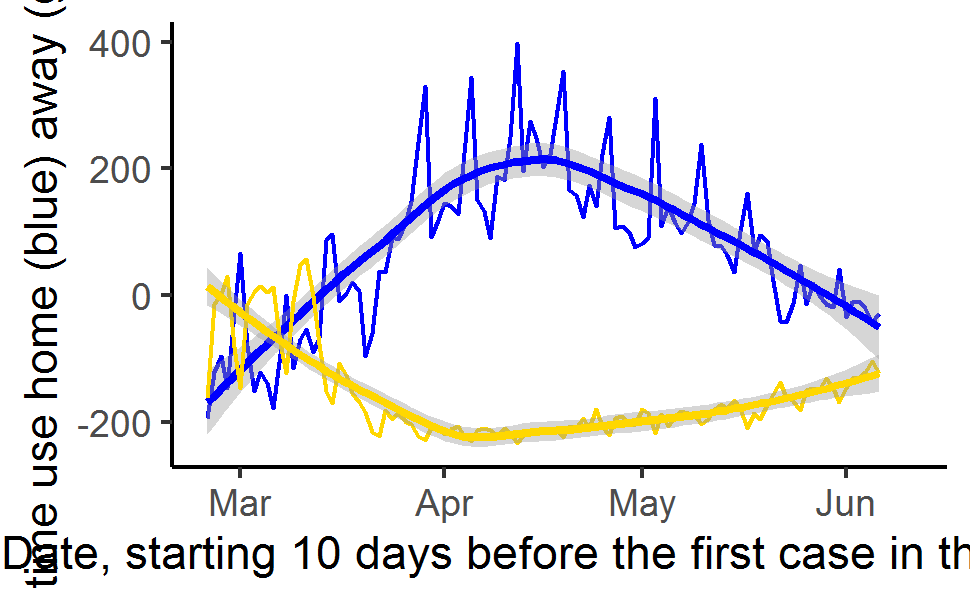 time use home (blue) away (
400
200
0
-200
Mar Apr May Jun
Date, starting 10 days before the first case in th